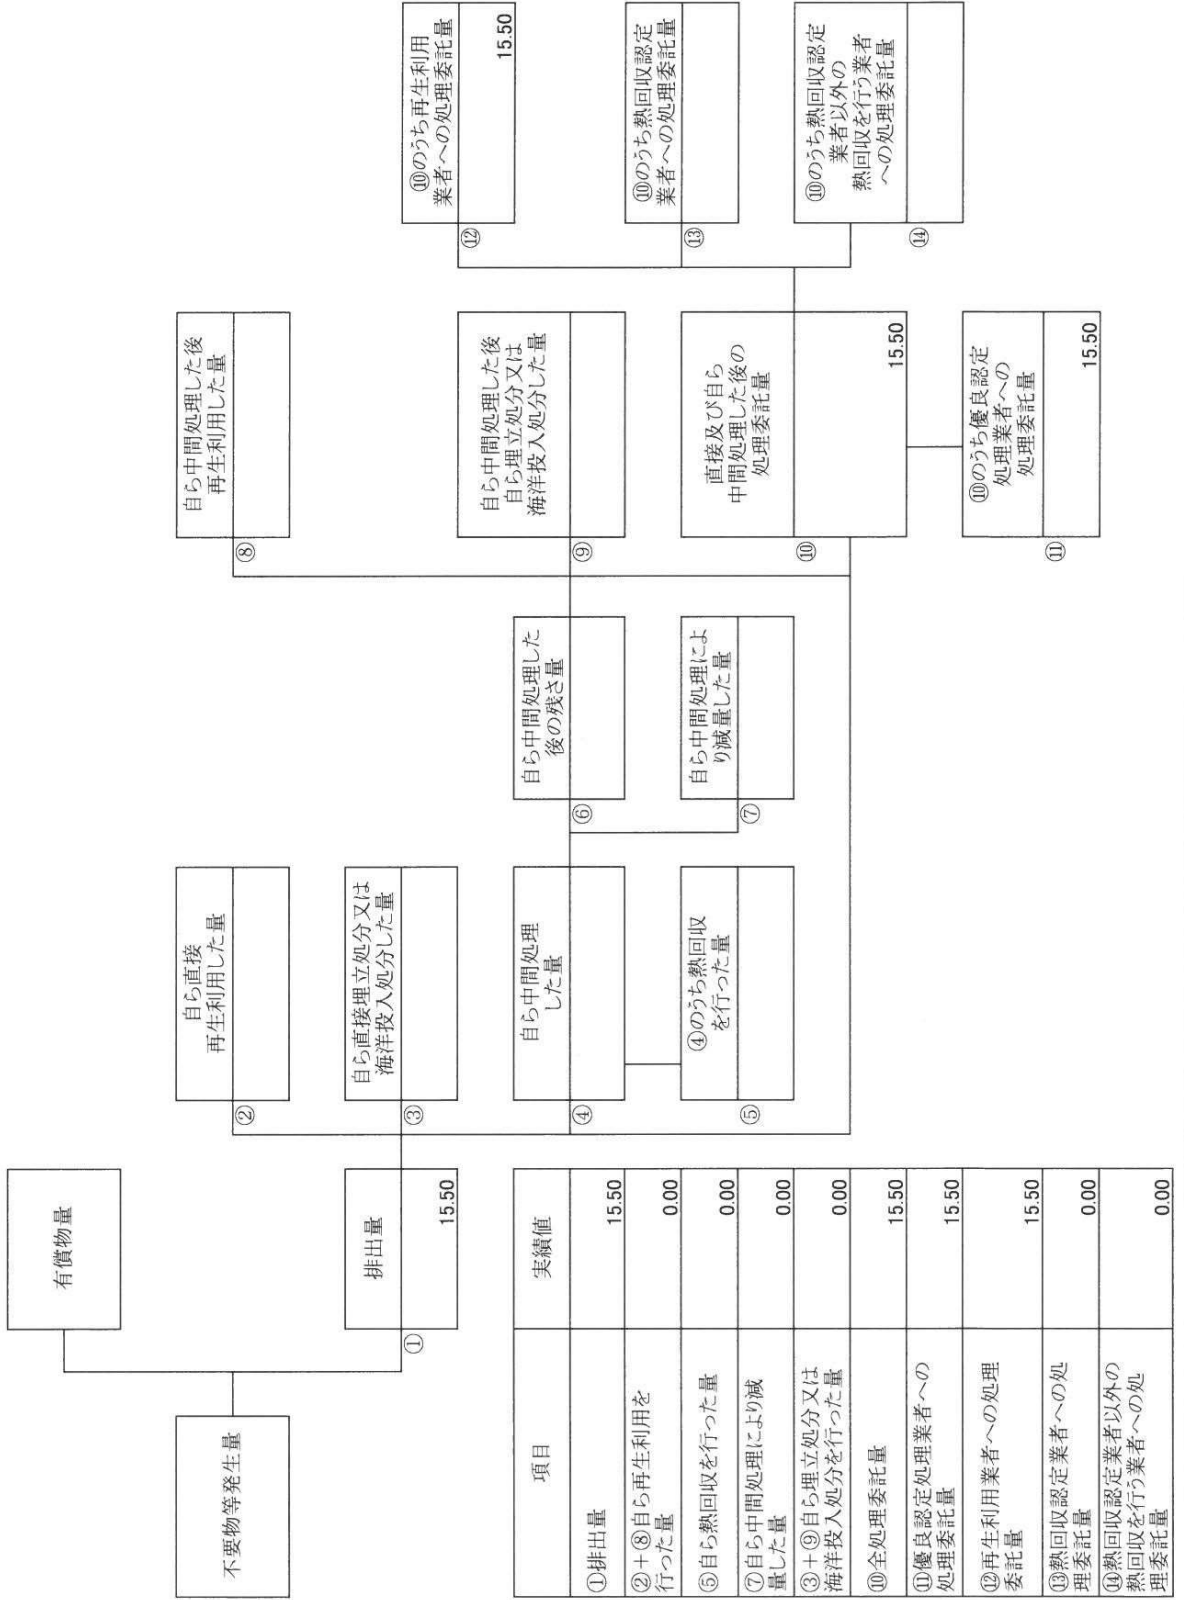 不要物等発生量
有償物量
排出量
①
15.50
自ら直接
再生利用した量
②
自ら直接埋立処分又は
海洋投入処分した量
③
自ら中間処理
した量
④
④のうち熱回収
を行った量
⑤
自ら中間処理した
後の残さ量
⑥
自ら中間処理によ
り減量した量
⑦
自ら中間処理した後
再生利用した量
⑧
自ら中間処理した後
自ら埋立処分又は
海洋投入処分した量
⑨
直接及び自ら
中間処理した後の
処理委託量
⑩
15.50
⑩のうち優良認定
処理業者への
処理委託量
⑪
15.50
⑩のうち再生利用
業者への処理委託量
⑫
15.50
⑩のうち熱回収認定
業者への処理委託量
⑬
⑩のうち熱回収認定
業者以外の
熱回収を行う業者
への処理委託量
⑭
項目 実績値
①排出量 15.50
②+⑧自ら再生利用を
行った量 0.00
⑤自ら熱回収を行った量 0.00
⑦自ら中間処理により減
量した量 0.00
③+⑨自ら埋立処分又は
海洋投入処分を行った量 0.00
⑩全処理委託量 15.50
⑪優良認定処理業者への
処理委託量 15.50
⑫再生利用業者への処理
委託量 15.50
⑬熱回収認定業者への処
理委託量 0.00
⑭熱回収認定業者以外の
熱回収を行う業者への処
理委託量 0.00